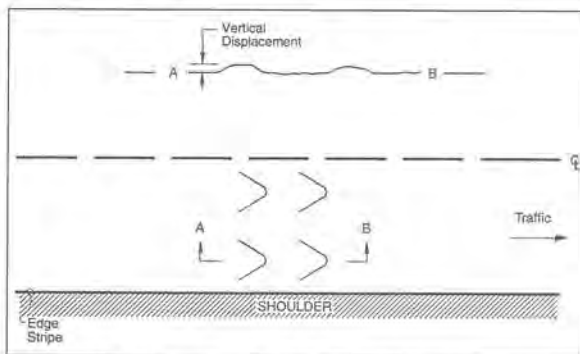 Vertical
Displacement
A
B
℄
A
B
Traffic
SHOULDER
Edge
Stripe